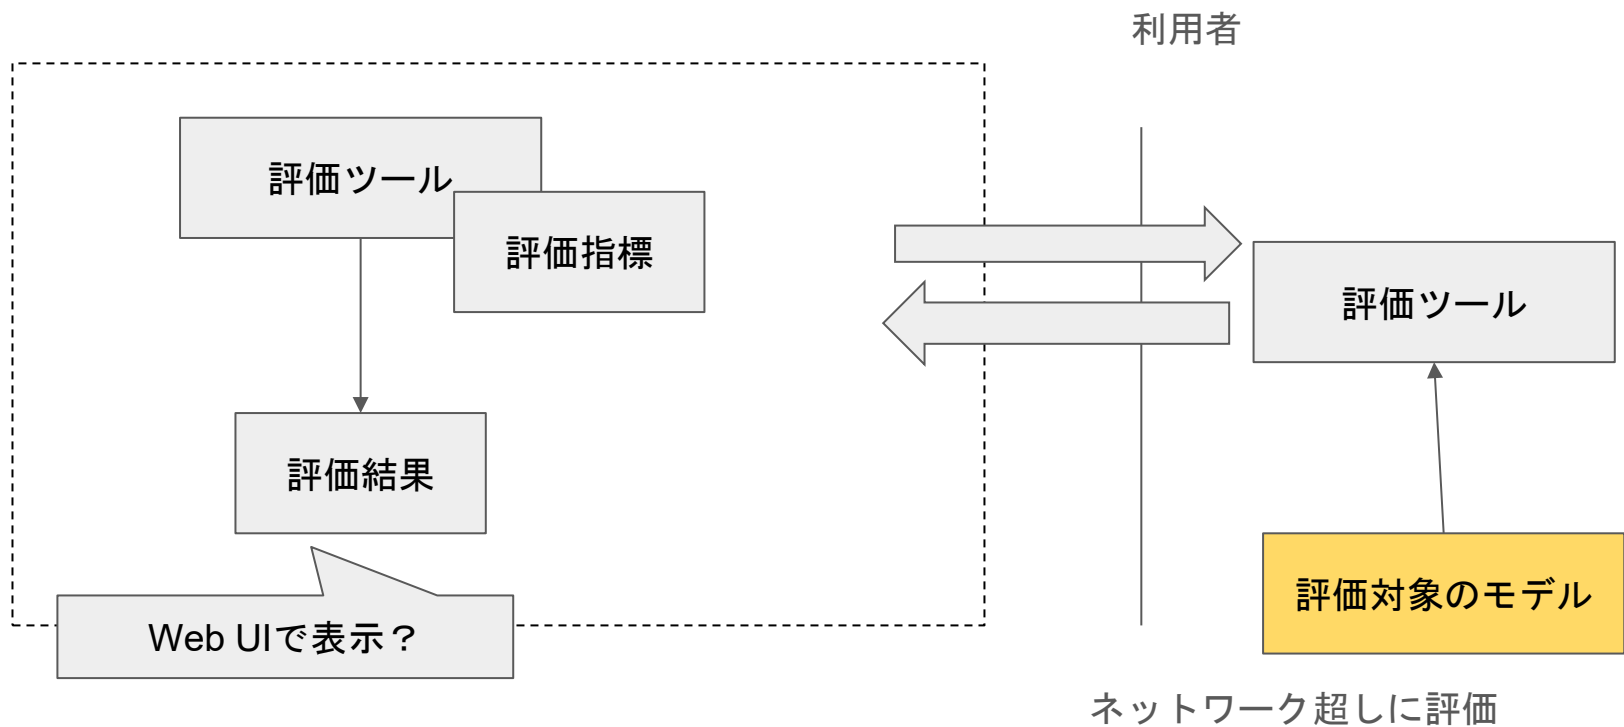 利用者
評価ツール
評価指標
評価ツール
評価結果
評価対象のモデル
Web UIで表示？
ネットワーク超しに評価